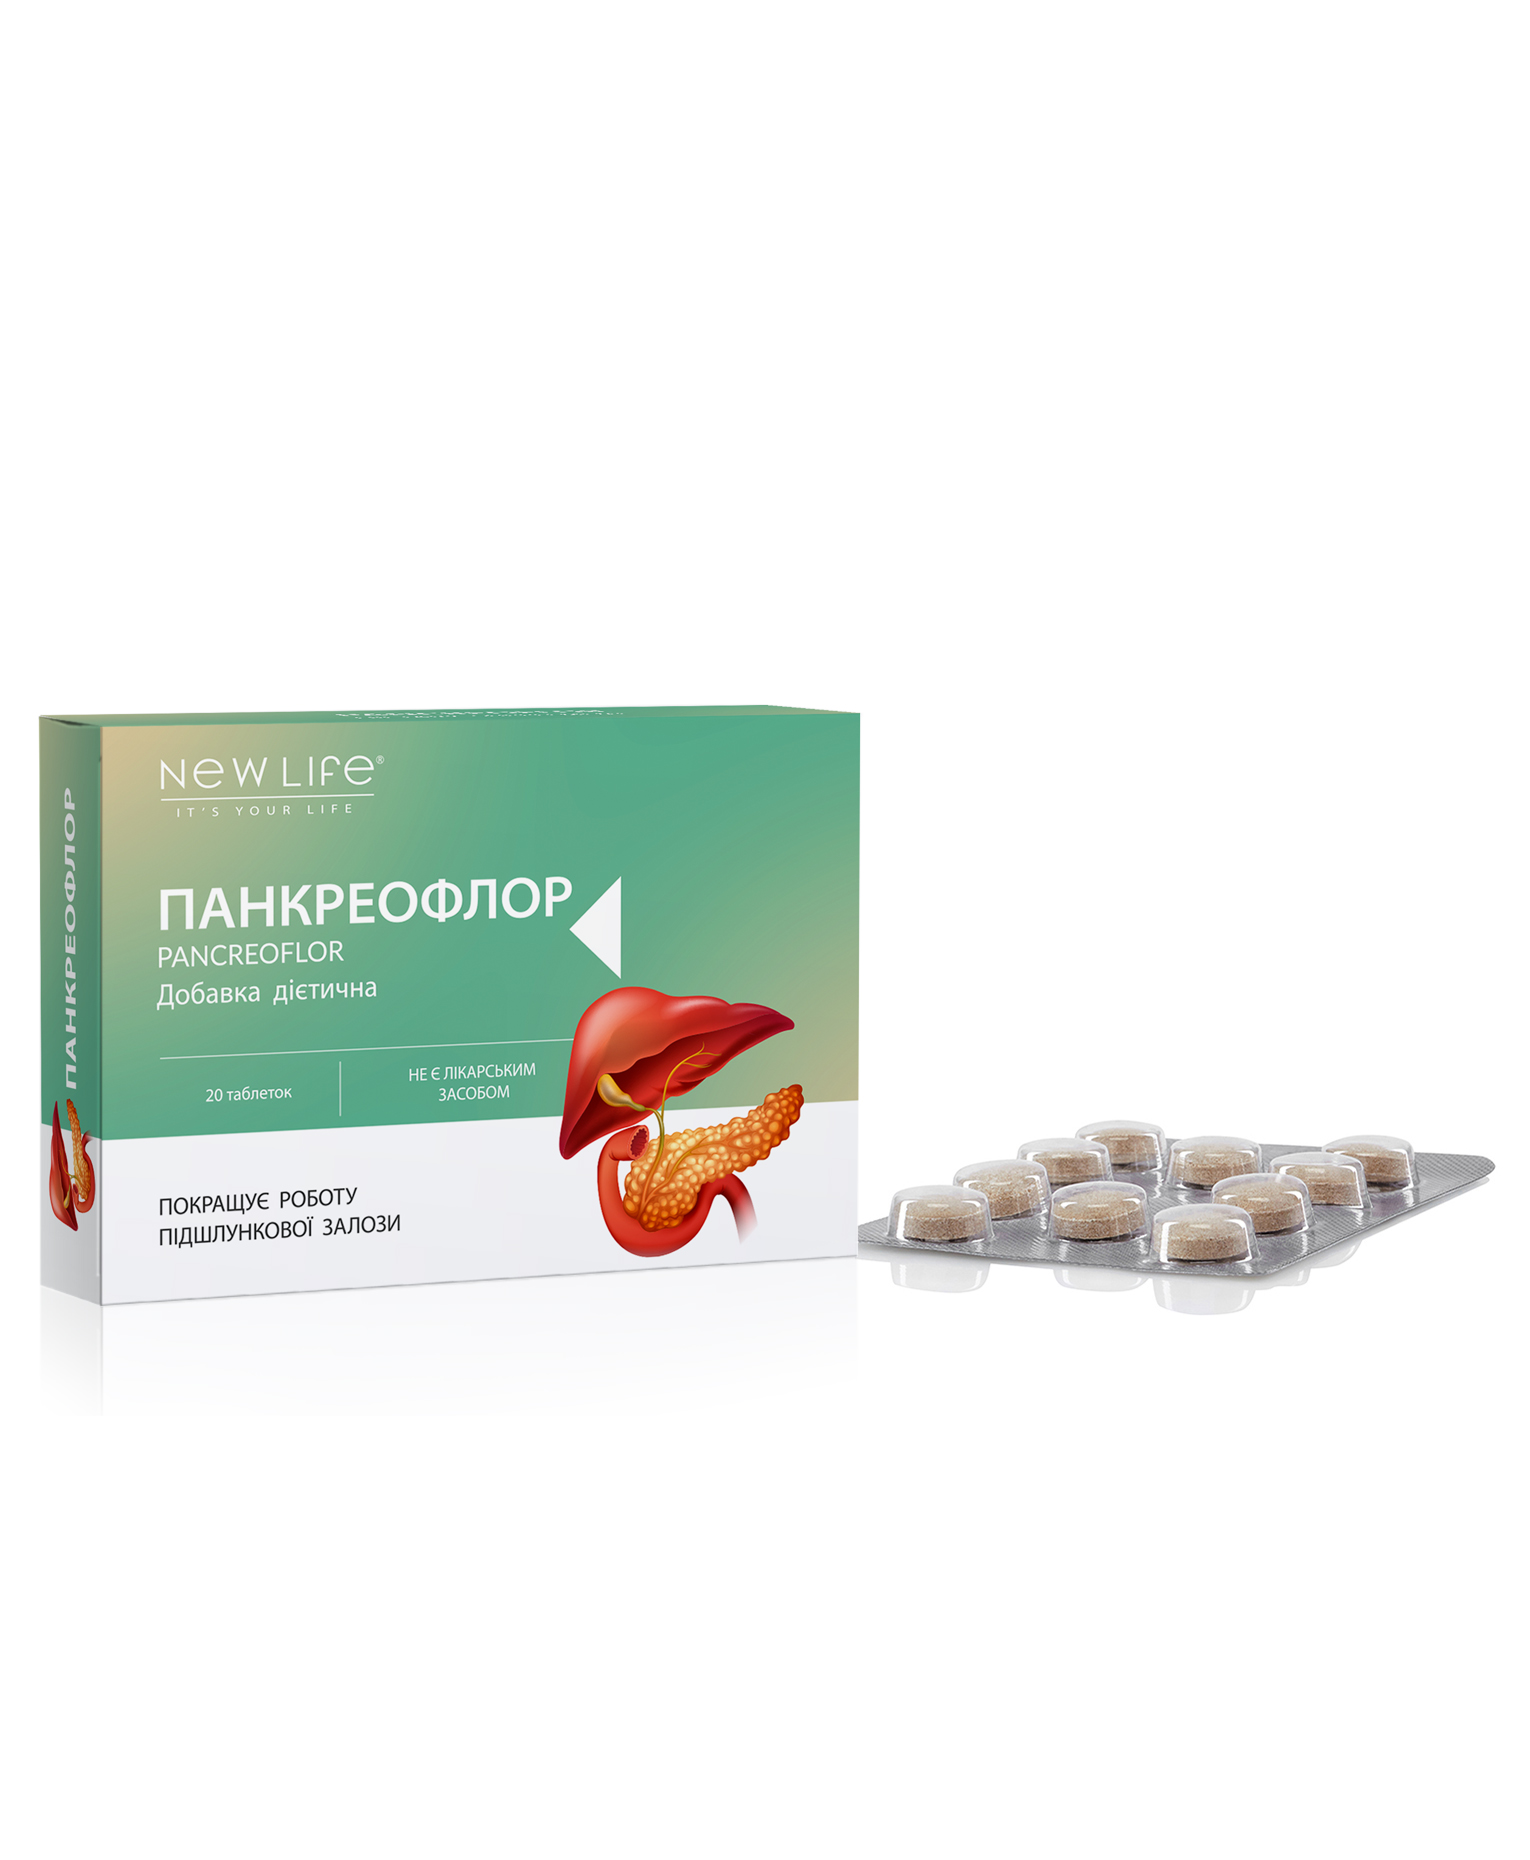 NEW LIFE®
IT'S YOUR LIFE
ПАНКРЕОФЛОР
PANCREOFLOR
Добавка дієтична
20 таблеток
НЕ Є ЛІКАРСЬКИМ
ЗАСОБОМ
ПОКРАЩУЄ РОБОТУ
ПІДШЛУНКОВОЇ ЗАЛОЗИ
ПАНКРЕОФЛОР